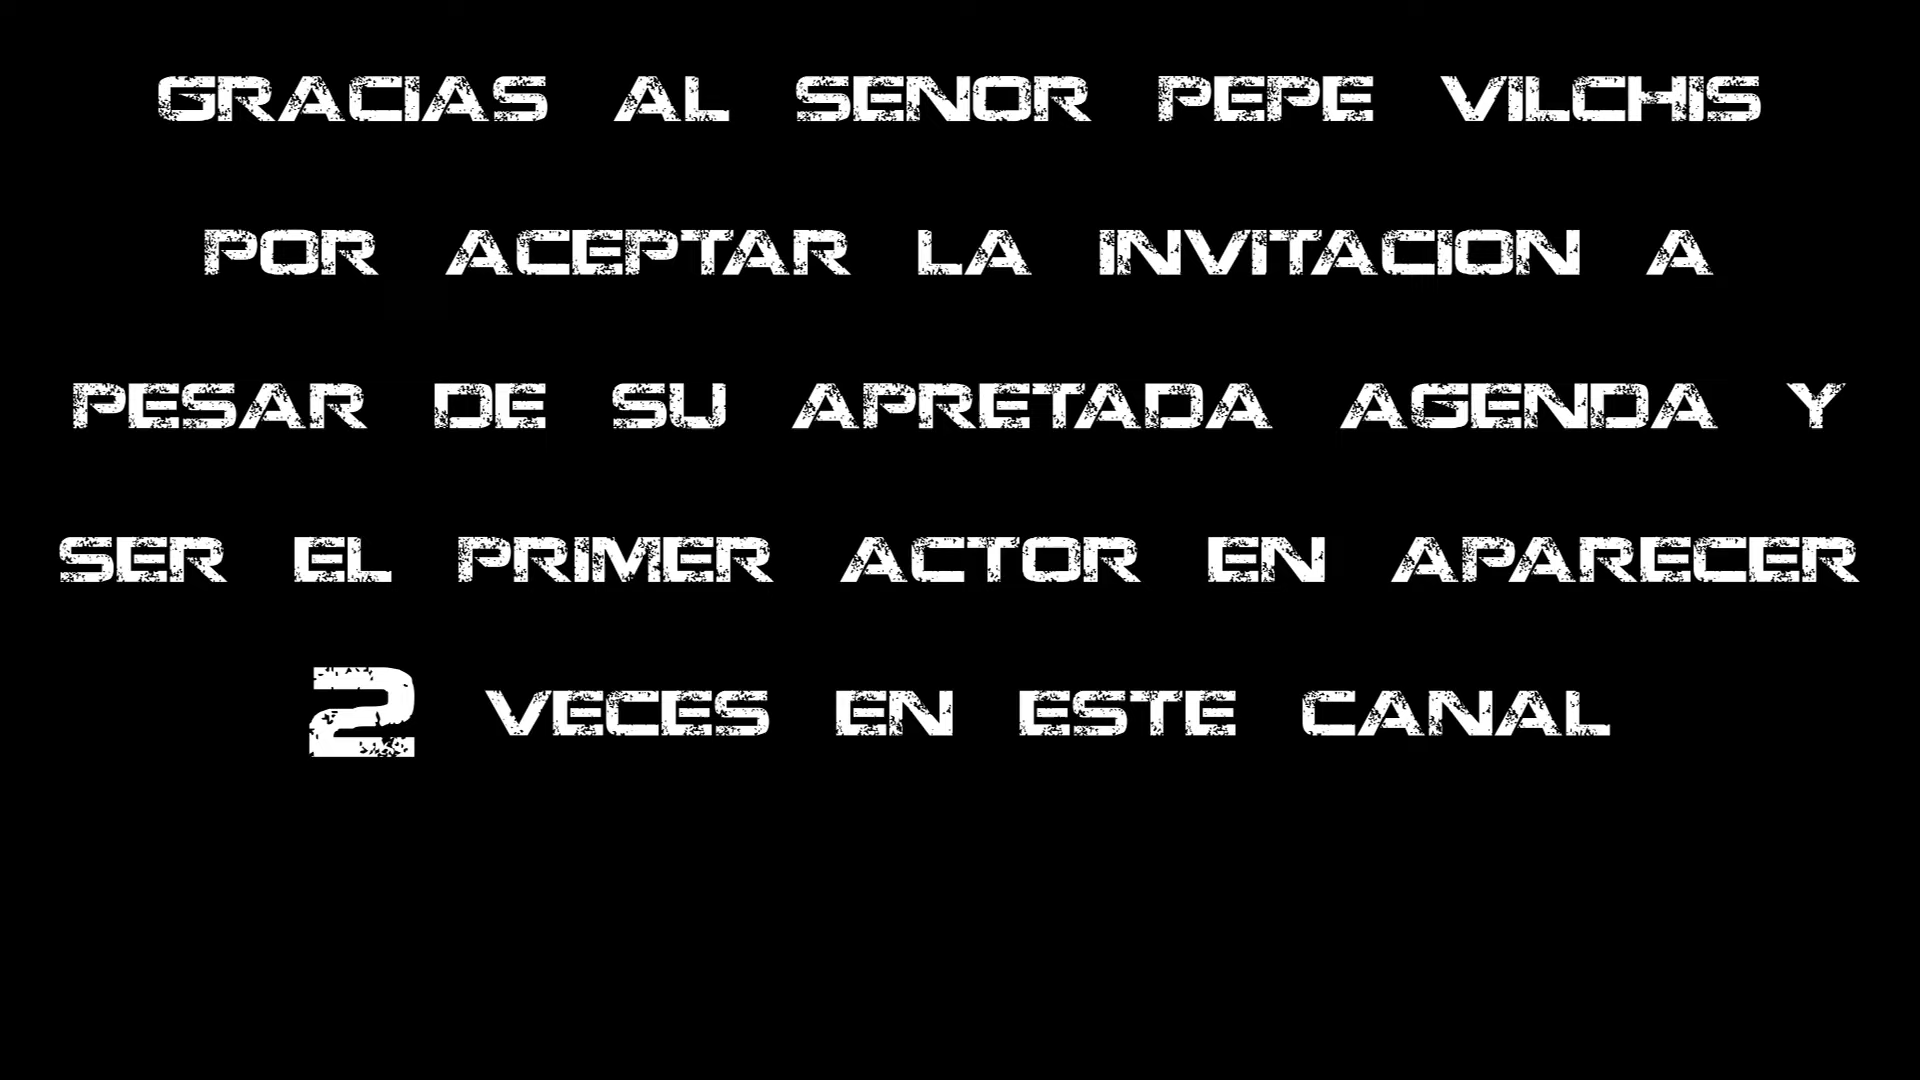 GRACIAS AL SENOR PEPE VILCHIS
POR ACEPTAR LA INVITACION A
PESAR DE SU APRETADA AGENDA Y
SER EL PRIMER ACTOR EN APARECER
2 VECES EN ESTE CANAL